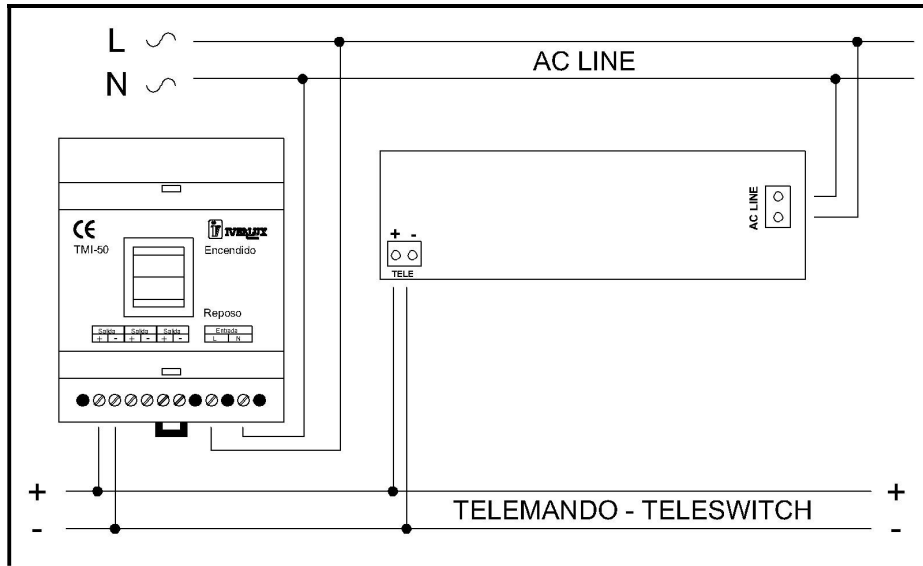 L
AC LINE
N
CE
IVERLUX
TMI-50
Encendido
Reposo
Salida Salida Salida Entrada
+ - + - + - L N
+ -
TELE
AC LINE
+ +
TELEMANDO - TELESWITCH
- -